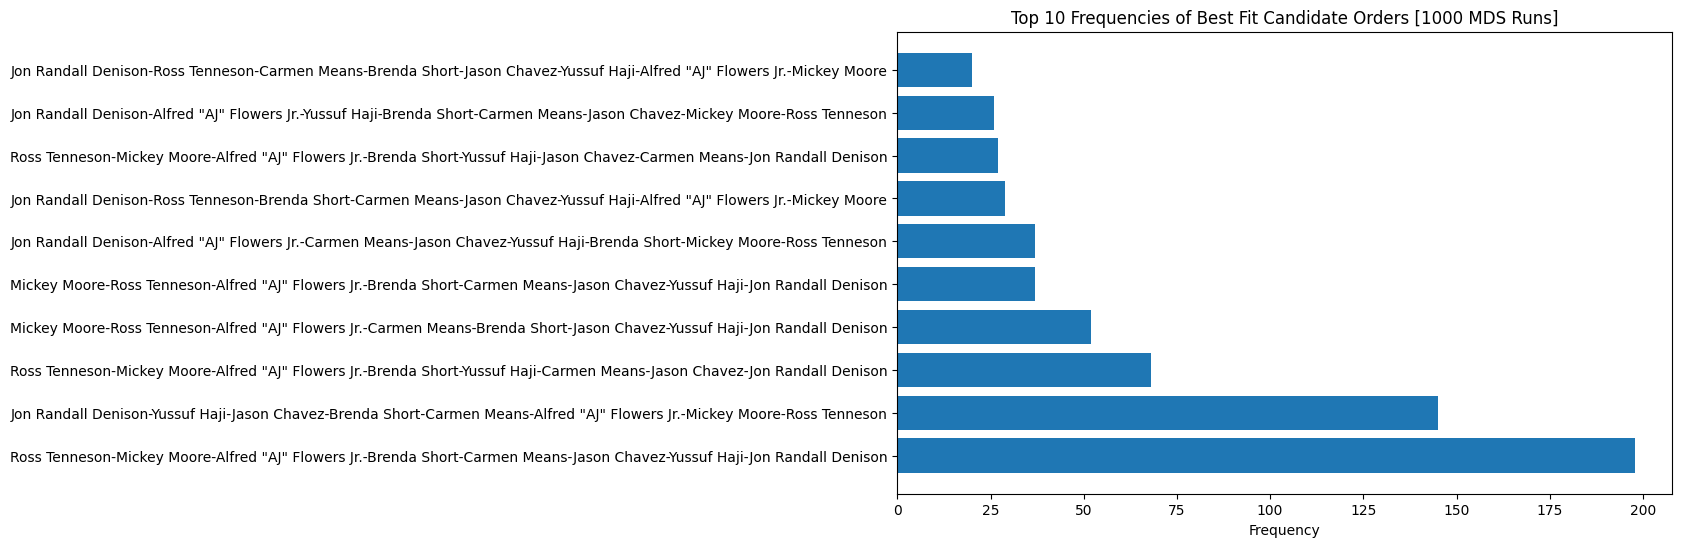 Top 10 Frequencies of Best Fit Candidate Orders [1000 MDS Runs]
Jon Randall Denison-Ross Tenneson-Carmen Means-Brenda Short-Jason Chavez-Yussuf Haji-Alfred "AJ" Flowers Jr.-Mickey Moore
Jon Randall Denison-Alfred "AJ" Flowers Jr.-Yussuf Haji-Brenda Short-Carmen Means-Jason Chavez-Mickey Moore-Ross Tenneson
Ross Tenneson-Mickey Moore-Alfred "AJ" Flowers Jr.-Brenda Short-Yussuf Haji-Jason Chavez-Carmen Means-Jon Randall Denison
Jon Randall Denison-Ross Tenneson-Brenda Short-Carmen Means-Jason Chavez-Yussuf Haji-Alfred "AJ" Flowers Jr.-Mickey Moore
Jon Randall Denison-Alfred "AJ" Flowers Jr.-Carmen Means-Jason Chavez-Yussuf Haji-Brenda Short-Mickey Moore-Ross Tenneson
Mickey Moore-Ross Tenneson-Alfred "AJ" Flowers Jr.-Brenda Short-Carmen Means-Jason Chavez-Yussuf Haji-Jon Randall Denison
Mickey Moore-Ross Tenneson-Alfred "AJ" Flowers Jr.-Carmen Means-Brenda Short-Jason Chavez-Yussuf Haji-Jon Randall Denison
Ross Tenneson-Mickey Moore-Alfred "AJ" Flowers Jr.-Brenda Short-Yussuf Haji-Carmen Means-Jason Chavez-Jon Randall Denison
Jon Randall Denison-Yussuf Haji-Jason Chavez-Brenda Short-Carmen Means-Alfred "AJ" Flowers Jr.-Mickey Moore-Ross Tenneson
Ross Tenneson-Mickey Moore-Alfred "AJ" Flowers Jr.-Brenda Short-Carmen Means-Jason Chavez-Yussuf Haji-Jon Randall Denison
0 25 50 75 100 125 150 175 200
Frequency